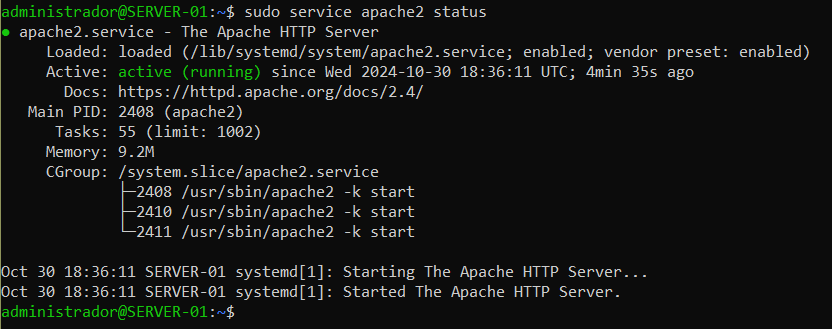 administrador@SERVER-01:~$ sudo service apache2 status
● apache2.service - The Apache HTTP Server
     Loaded: loaded (/lib/systemd/system/apache2.service; enabled; vendor preset: enabled)
     Active: active (running) since Wed 2024-10-30 18:36:11 UTC; 4min 35s ago
       Docs: https://httpd.apache.org/docs/2.4/
   Main PID: 2408 (apache2)
      Tasks: 55 (limit: 1002)
     Memory: 9.2M
     CGroup: /system.slice/apache2.service
             ├─2408 /usr/sbin/apache2 -k start
             ├─2410 /usr/sbin/apache2 -k start
             └─2411 /usr/sbin/apache2 -k start

Oct 30 18:36:11 SERVER-01 systemd[1]: Starting The Apache HTTP Server...
Oct 30 18:36:11 SERVER-01 systemd[1]: Started The Apache HTTP Server.
administrador@SERVER-01:~$